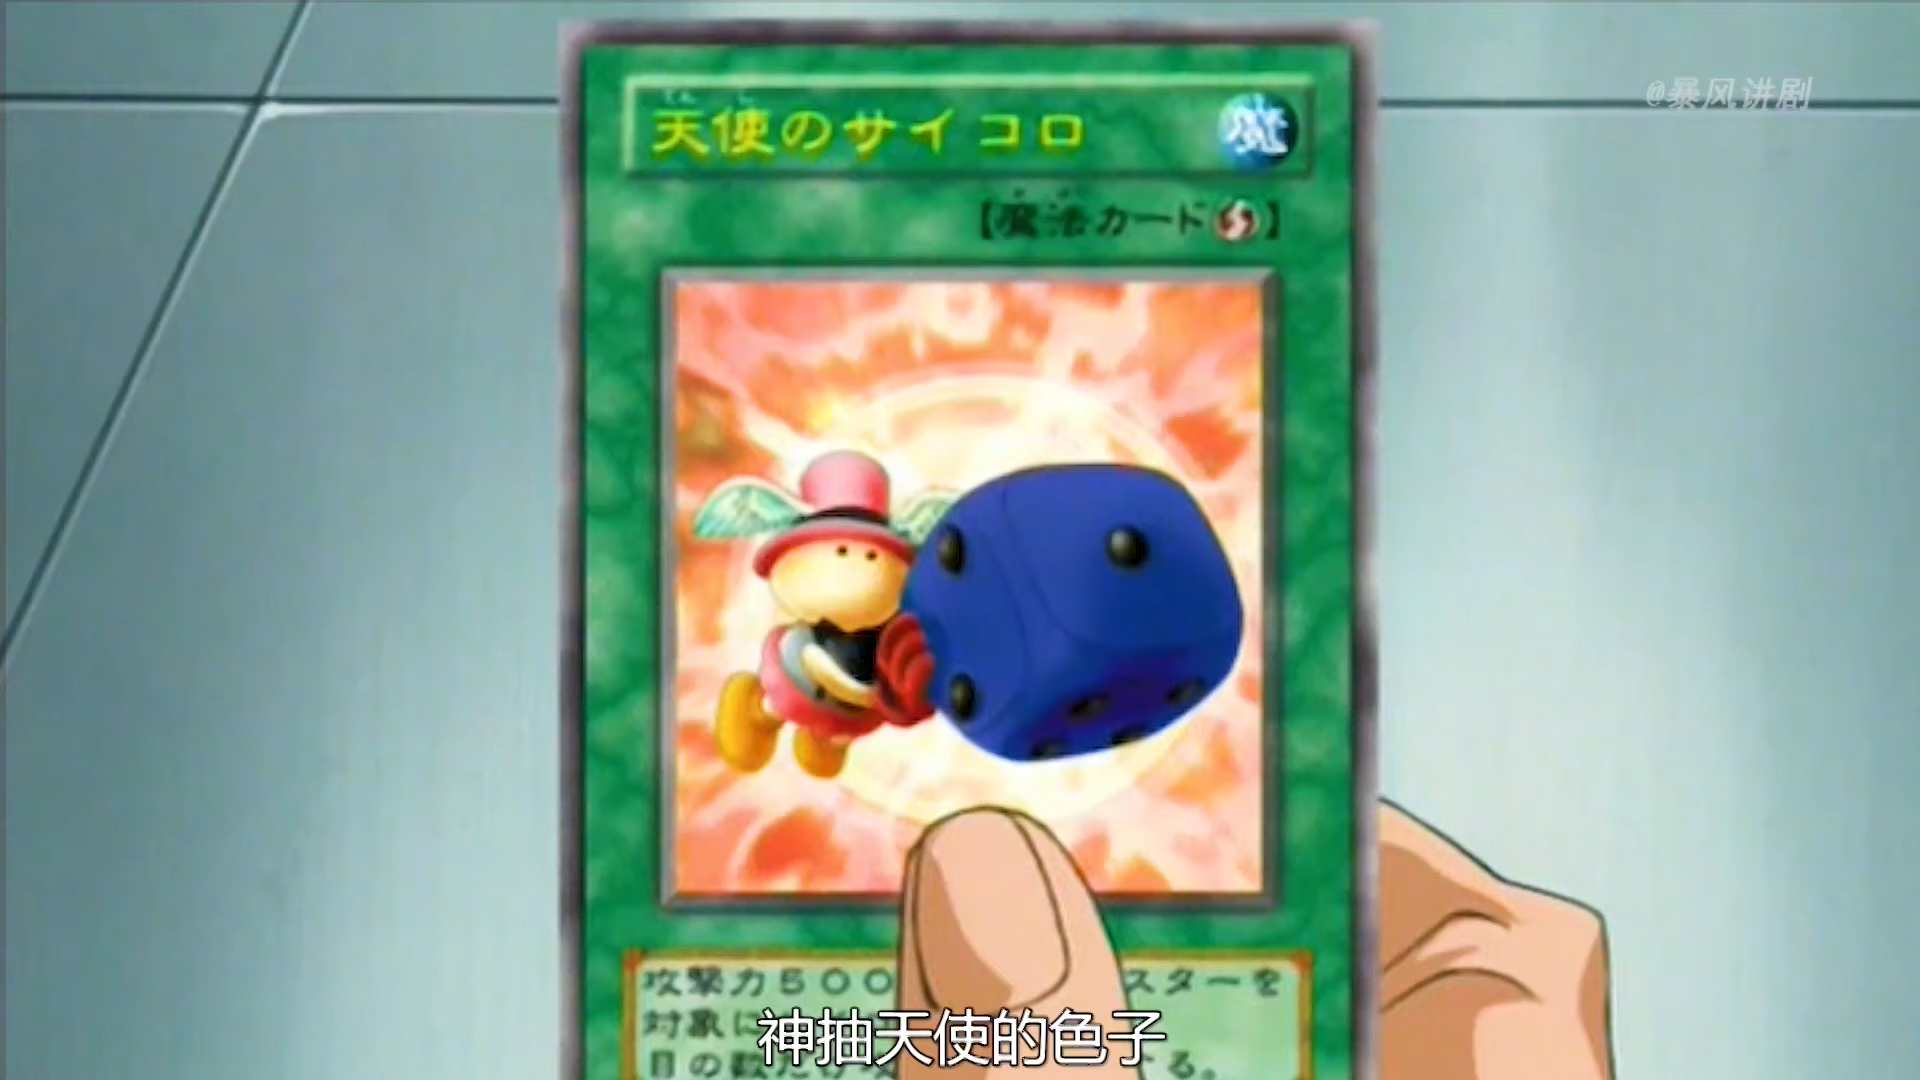 @暴风讲剧
天使のサイコロ
魔
【魔法カード】
攻撃力500
スターを
対象に
目の数だけ
る。
神抽天使的色子